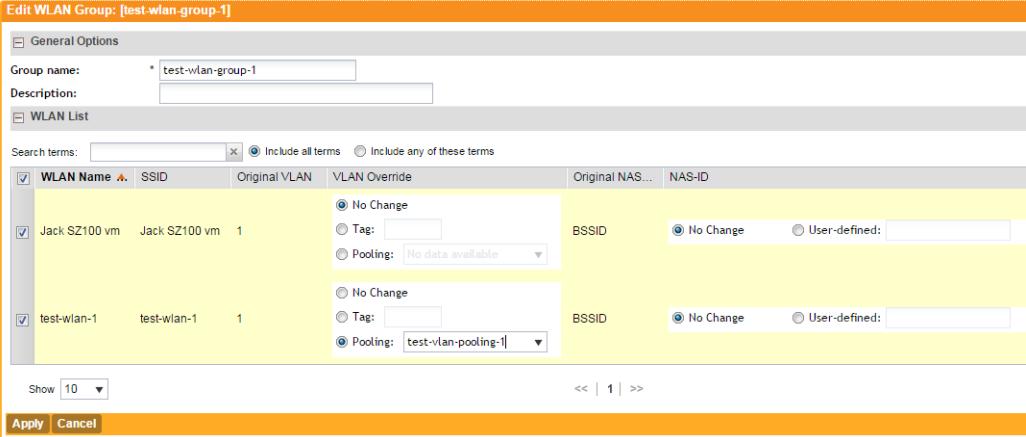 Edit WLAN Group: [test-wlan-group-1]
General Options
Group name: * test-wlan-group-1
Description:
WLAN List
Search terms: × Include all terms Include any of these terms
WLAN Name SSID Original VLAN VLAN Override Original NAS... NAS-ID
No Change
Jack SZ100 vm Jack SZ100 vm 1 Tag: BSSID No Change User-defined:
Pooling: No data available
No Change
test-wlan-1 test-wlan-1 1 Tag: BSSID No Change User-defined:
Pooling: test-vlan-pooling-1
Show 10 << | 1 | >>
Apply Cancel